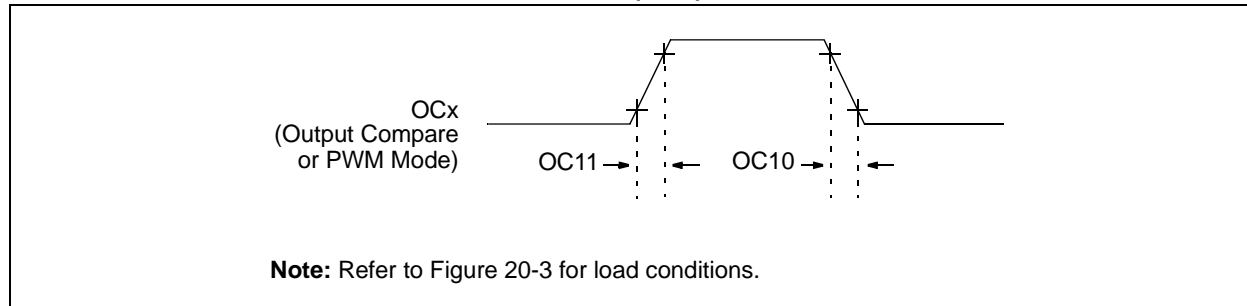 OCx
(Output Compare
or PWM Mode)
OC11
OC10
Note: Refer to Figure 20-3 for load conditions.